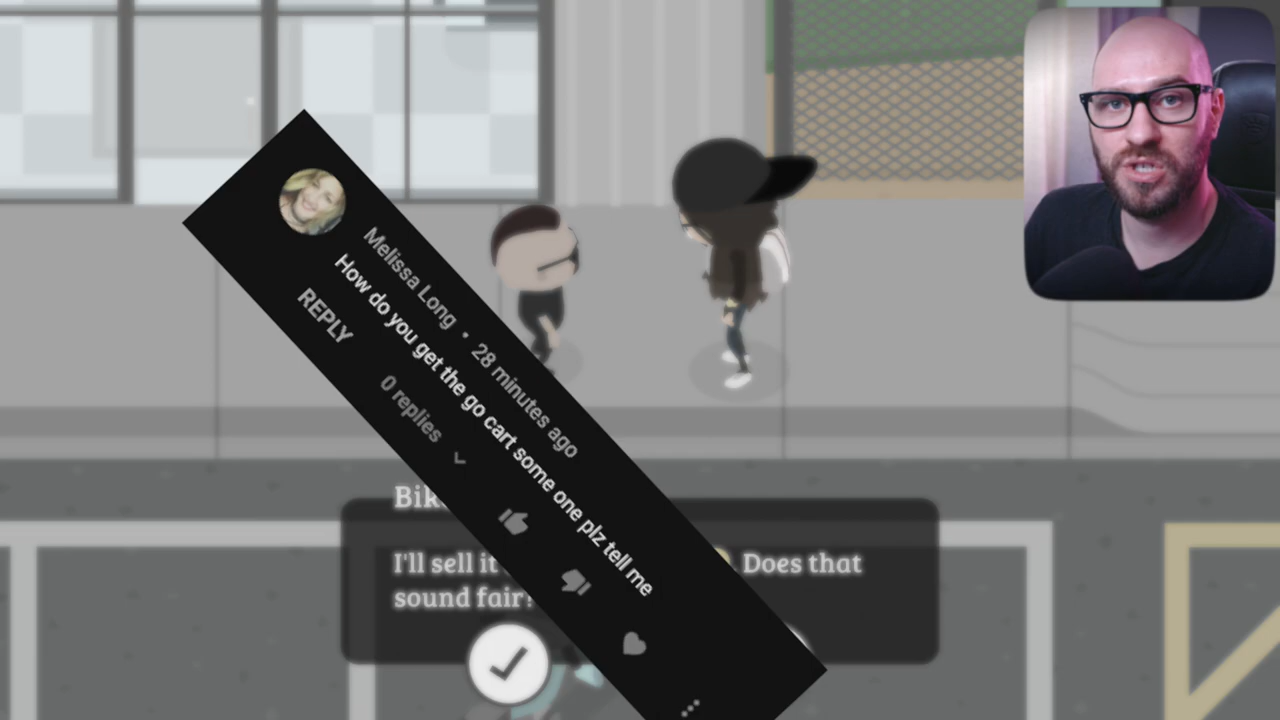 Melissa Long • 28 minutes ago
How do you get the go cart some one plz tell me
REPLY
0 replies
I'll sell it
Does that
sound fair?